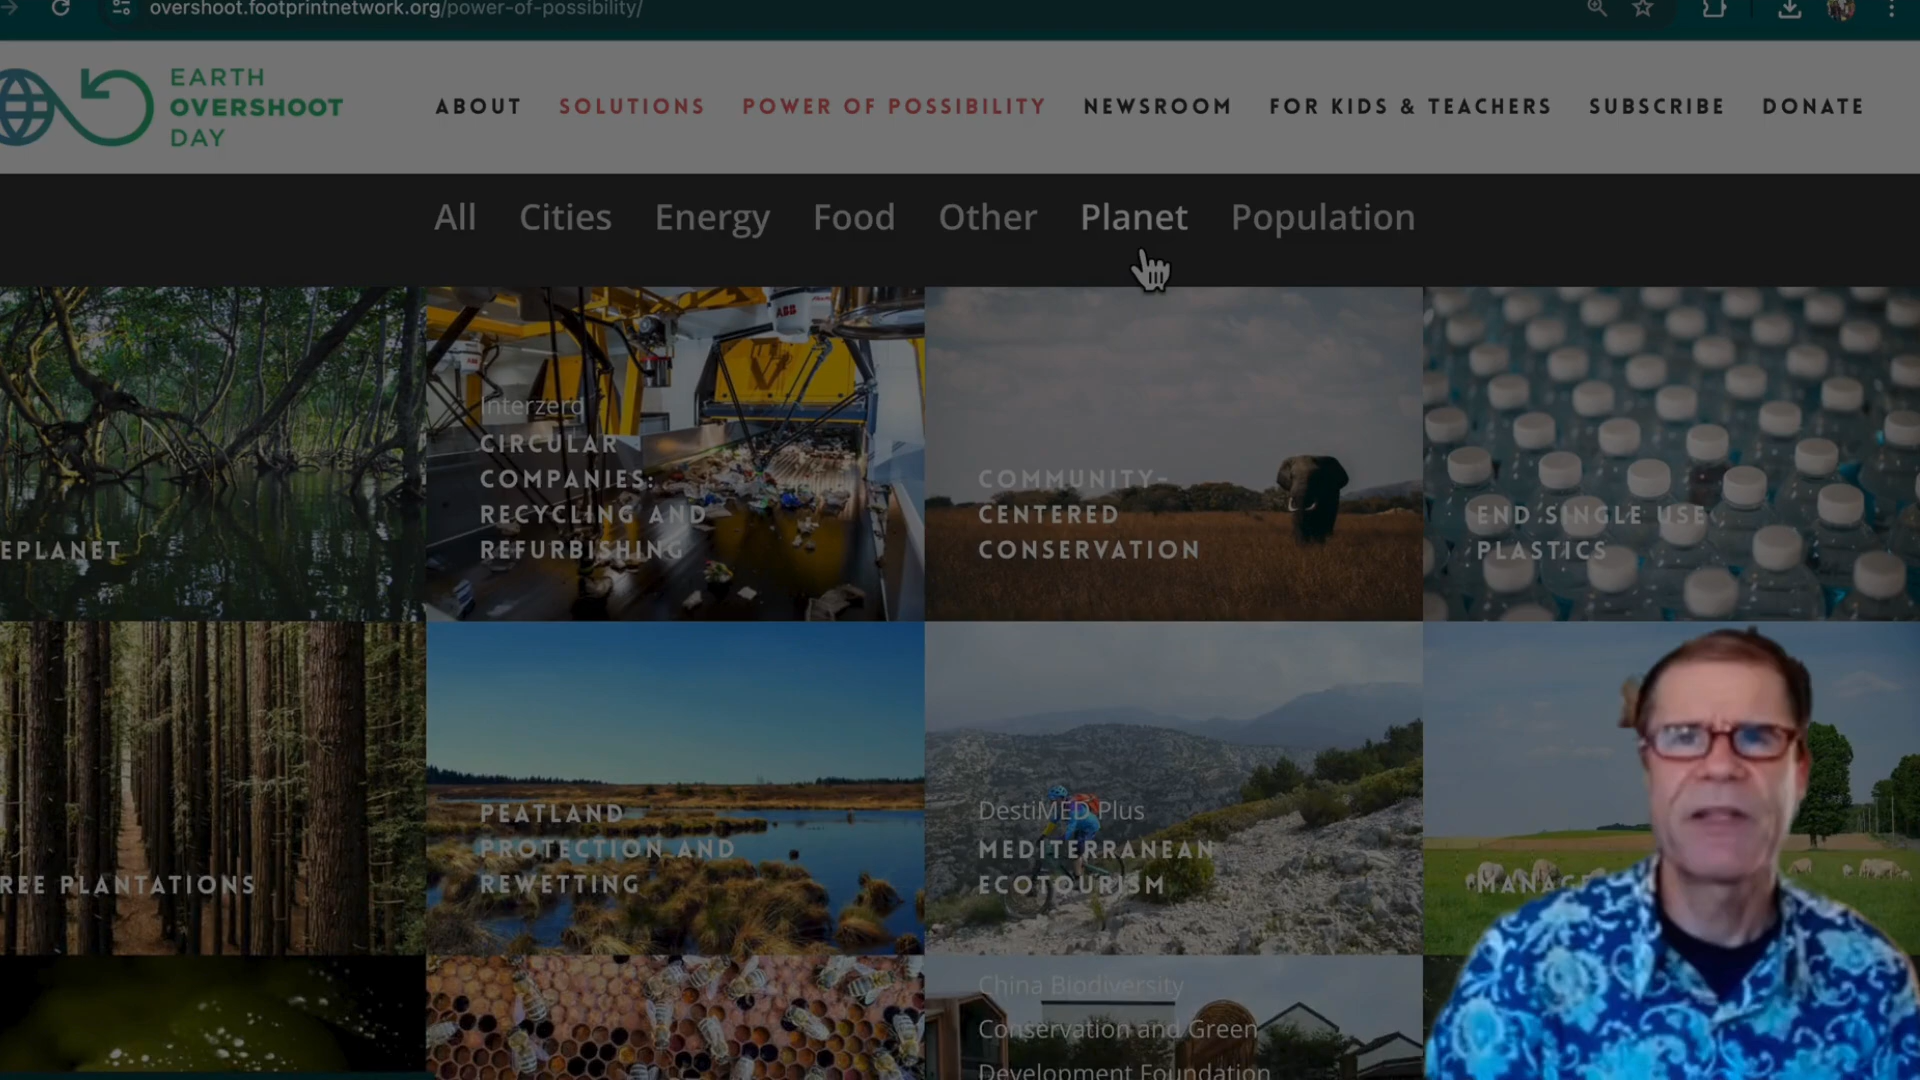 overshoot.footprintnetwork.org/power-of-possibility/
EARTH
OVERSHOOT
DAY
ABOUT SOLUTIONS POWER OF POSSIBILITY NEWSROOM FOR KIDS & TEACHERS SUBSCRIBE DONATE
All Cities Energy Food Other Planet Population
EPLANET
ABB
Interzero
CIRCULAR
COMPANIES:
RECYCLING AND
REFURBISHING
COMMUNITY-
CENTERED
CONSERVATION
END SINGLE USE
PLASTICS
REE PLANTATIONS
PEATLAND
PROTECTION AND
REWETTING
DestiMED Plus
MEDITERRANEAN
ECOTOURISM
MANAGE
China Biodiversity
Conservation and Green
Development Foundation